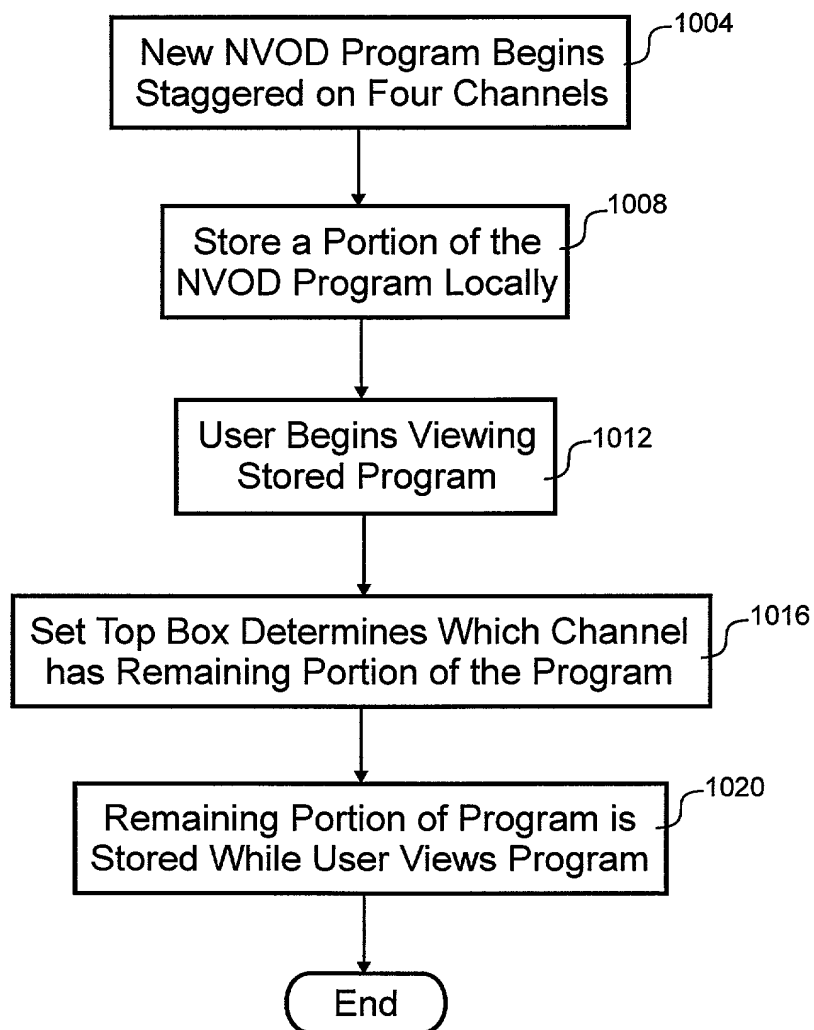 1004
New NVOD Program Begins
Staggered on Four Channels
1008
Store a Portion of the
NVOD Program Locally
User Begins Viewing
Stored Program
1012
Set Top Box Determines Which Channel
has Remaining Portion of the Program
1016
1020
Remaining Portion of Program is
Stored While User Views Program
End